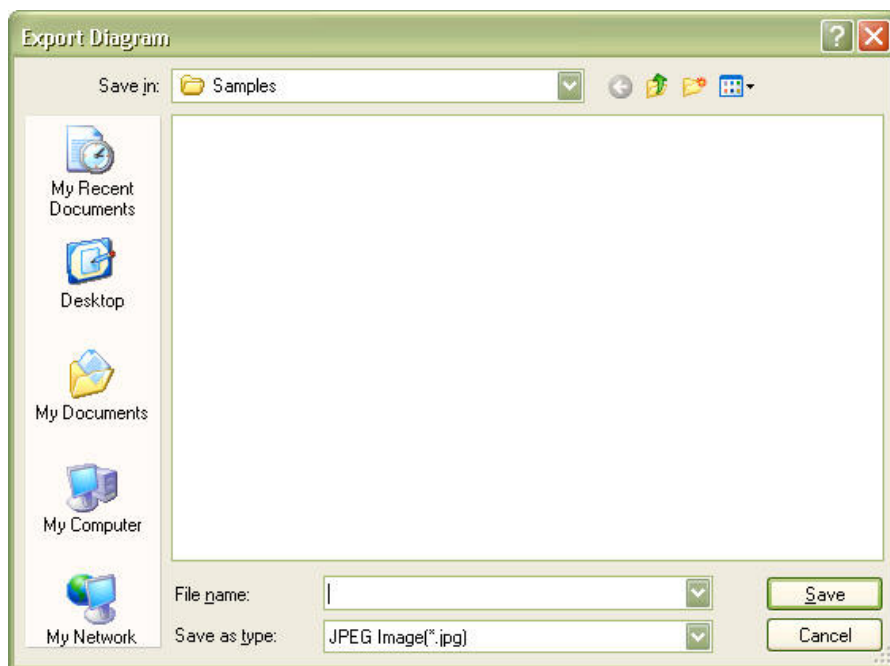 Export Diagram
Save in:
Samples
My Recent
Documents
Desktop
My Documents
My Computer
My Network
File name:
Save
Save as type:
JPEG Image(*.jpg)
Cancel